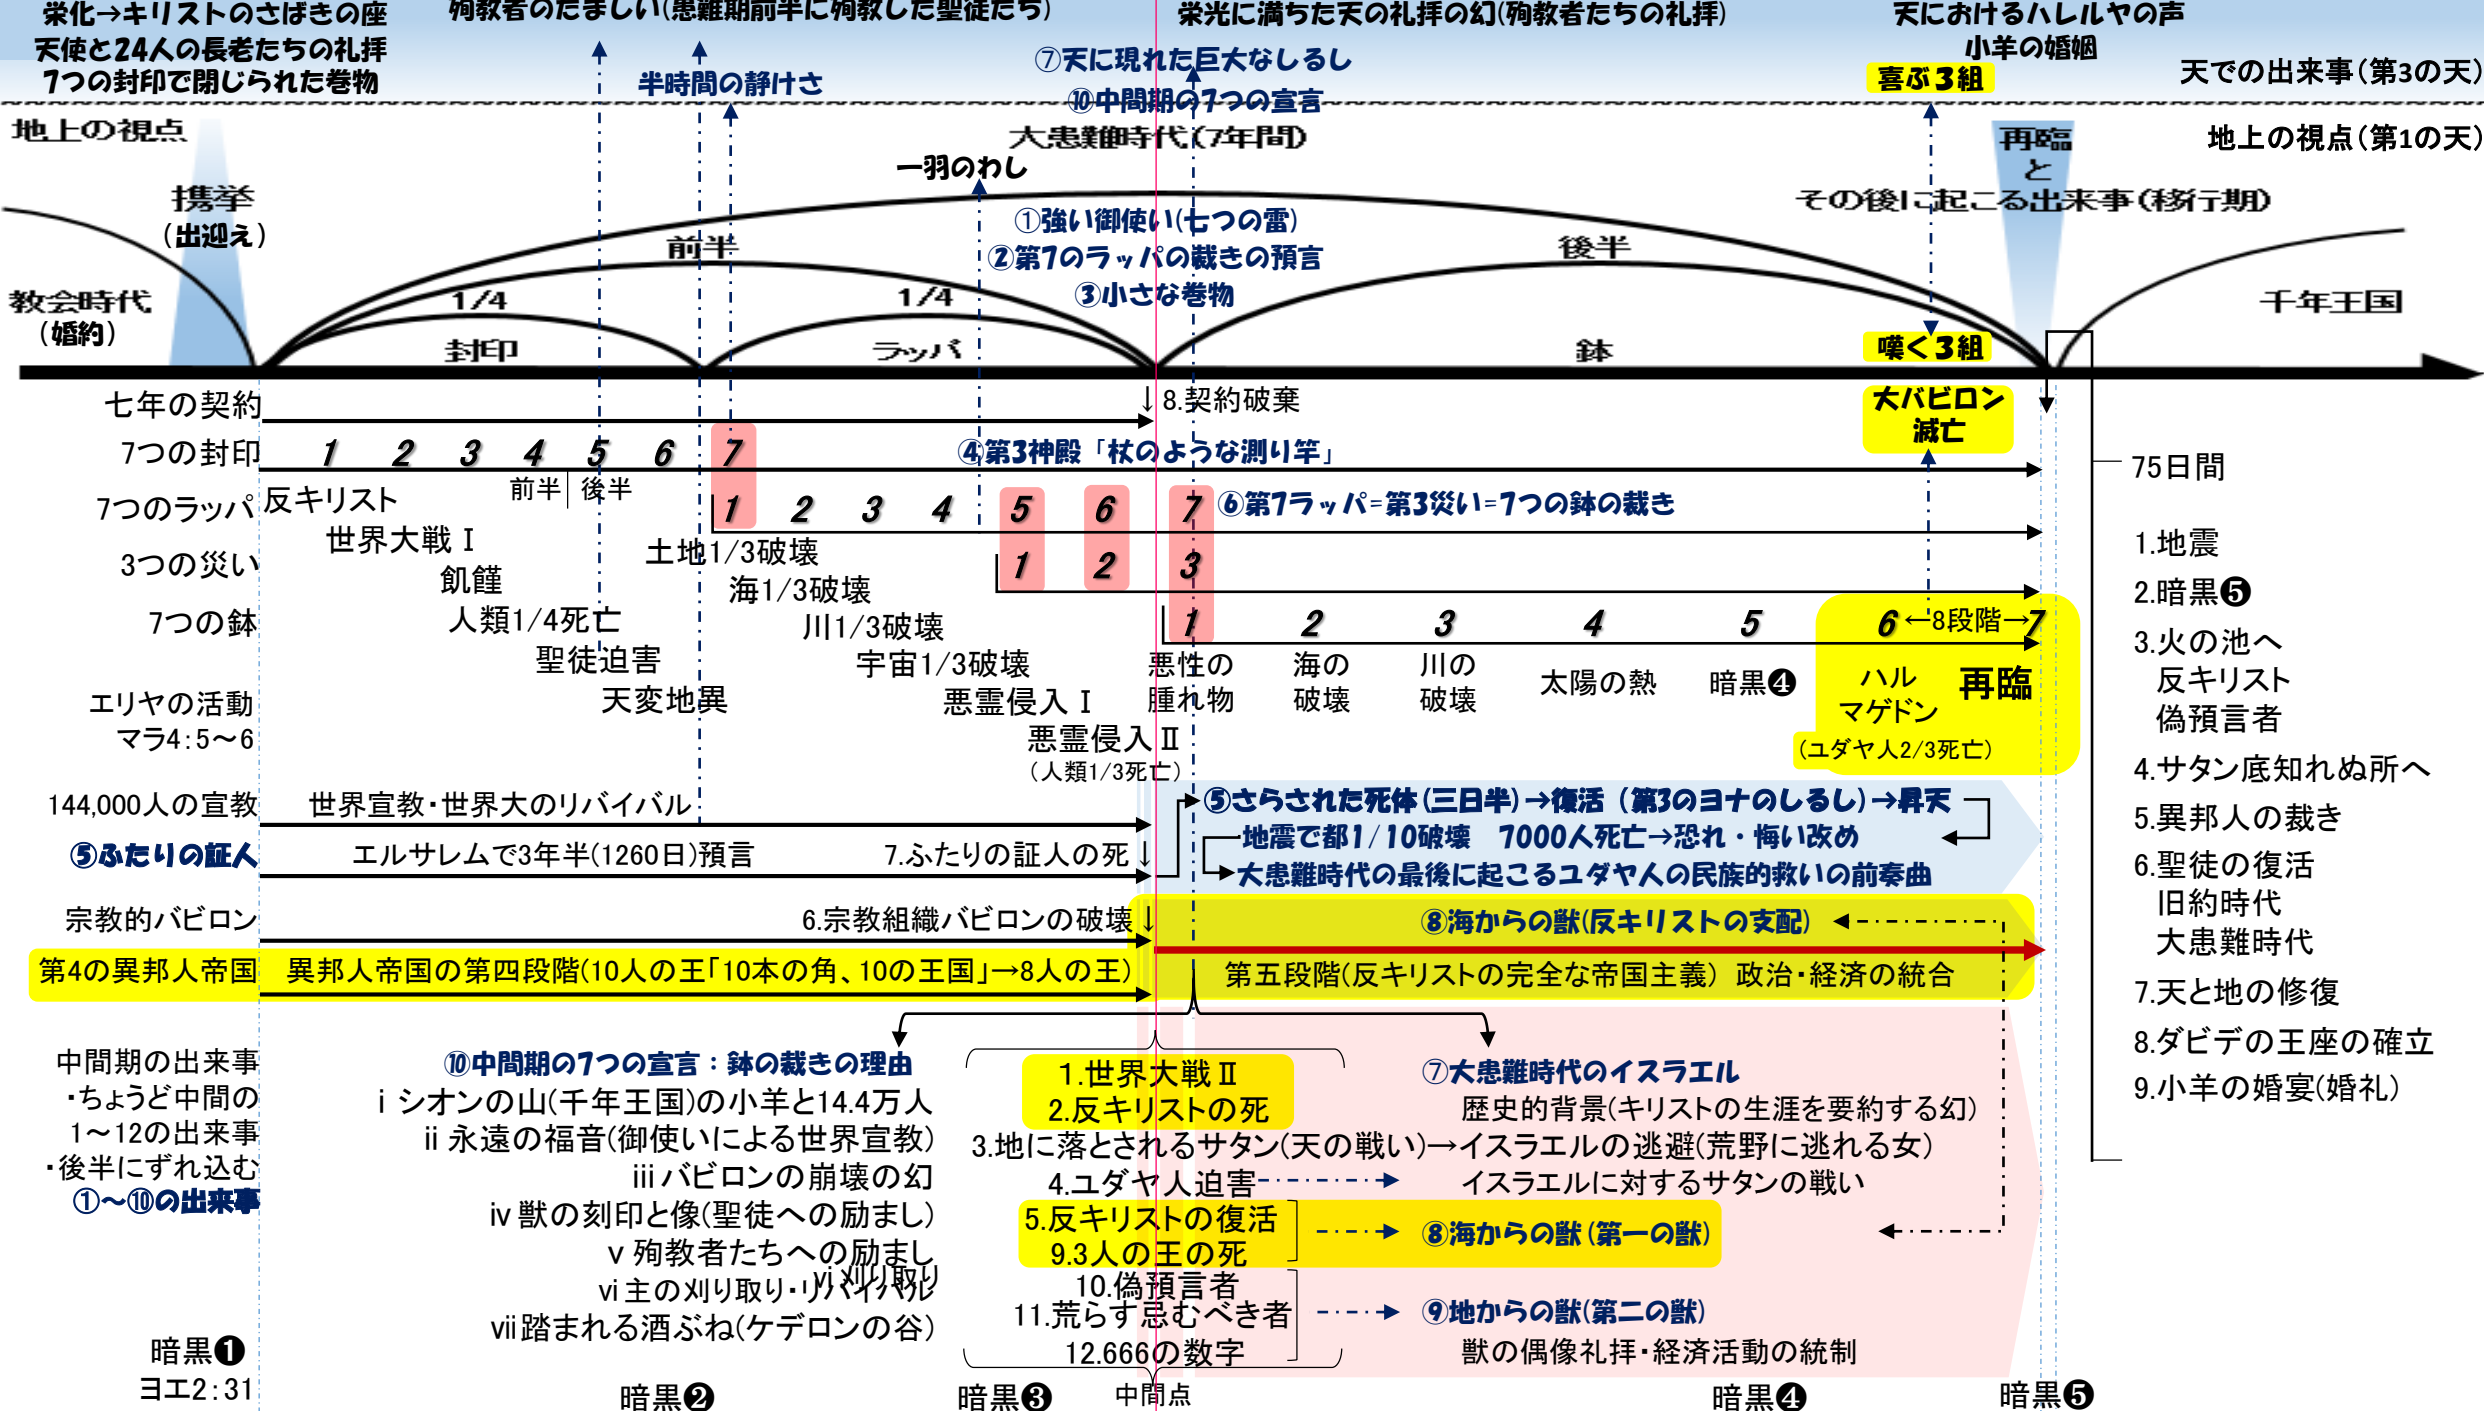 栄化→キリストのさばきの座
天使と24人の長老たちの礼拝
7つの封印で閉じられた巻物
殉教者のたましい(患難期前半に殉教した聖徒たち)
半時間の静けさ
栄光に満ちた天の礼拝の幻(殉教者たちの礼拝)
⑦天に現れた巨大なしるし
⑩中間期の7つの宣言
天におけるハレルヤの声
小羊の婚姻
喜ぶ3組
天での出来事(第3の天)
地上の視点
大患難時代(7年間)
再臨
と
その後に起こる出来事(移行期)
地上の視点(第1の天)
携挙
(出迎え)
一羽のわし
①強い御使い(七つの雷)
②第7のラッパの裁きの預言
③小さな巻物
前半
後半
教会時代
(婚約)
1/4
1/4
封印
ラッパ
鉢
嘆く3組
千年王国
七年の契約
↓8.契約破棄
大バビロン
滅亡
7つの封印
1 2 3 4 5 6 7
④第3神殿「杖のような測り竿」
前半 後半
75日間
7つのラッパ
1 2 3 4 5 6 7
⑥第7ラッパ=第3災い=7つの鉢の裁き
反キリスト
世界大戦Ⅰ
飢饉
人類1/4死亡
聖徒迫害
天変地異
土地1/3破壊
海1/3破壊
川1/3破壊
宇宙1/3破壊
悪霊侵入Ⅰ
悪霊侵入Ⅱ
(人類1/3死亡)
3つの災い
1 2 3
7つの鉢
1 2 3 4 5 6 ←8段階→ 7
悪性の
腫れ物
海の
破壊
川の
破壊
太陽の熱
暗黒❹
ハル
マゲドン
再臨
(ユダヤ人2/3死亡)
エリヤの活動
マラ4:5〜6
144,000人の宣教
世界宣教・世界大のリバイバル
⑤さらされた死体(三日半)→復活(第3のヨナのしるし)→昇天
地震で都1/10破壊 7000人死亡→恐れ・悔い改め
大患難時代の最後に起こるユダヤ人の民族的救いの前奏曲
⑤ふたりの証人
エルサレムで3年半(1260日)預言
7.ふたりの証人の死↓
宗教的バビロン
6.宗教組織バビロンの破壊↓
⑧海からの獣(反キリストの支配)
第4の異邦人帝国
異邦人帝国の第四段階(10人の王「10本の角、10の王国」→8人の王)
第五段階(反キリストの完全な帝国主義) 政治・経済の統合
中間期の出来事
・ちょうど中間の
1〜12の出来事
・後半にずれ込む
①〜⑩の出来事
⑩中間期の7つの宣言:鉢の裁きの理由
ⅰ シオンの山(千年王国)の小羊と14.4万人
ⅱ 永遠の福音(御使いによる世界宣教)
ⅲ バビロンの崩壊の幻
ⅳ 獣の刻印と像(聖徒への励まし)
ⅴ 殉教者たちへの励まし
ⅵ 刈り取り
ⅵ 主の刈り取り・リバイバル
ⅶ 踏まれる酒ぶね(ケデロンの谷)
1.世界大戦Ⅱ
2.反キリストの死
3.地に落とされるサタン(天の戦い)→イスラエルの逃避(荒野に逃れる女)
4.ユダヤ人迫害
5.反キリストの復活
9.3人の王の死
10.偽預言者
11.荒らす忌むべき者
12.666の数字
⑦大患難時代のイスラエル
歴史的背景(キリストの生涯を要約する幻)
イスラエルに対するサタンの戦い
⑧海からの獣(第一の獣)
⑨地からの獣(第二の獣)
獣の偶像礼拝・経済活動の統制
1.地震
2.暗黒❺
3.火の池へ
反キリスト
偽預言者
4.サタン底知れぬ所へ
5.異邦人の裁き
6.聖徒の復活
旧約時代
大患難時代
7.天と地の修復
8.ダビデの王座の確立
9.小羊の婚宴(婚礼)
暗黒❶
ヨエ2:31
暗黒❷
暗黒❸
中間点
暗黒❹
暗黒❺